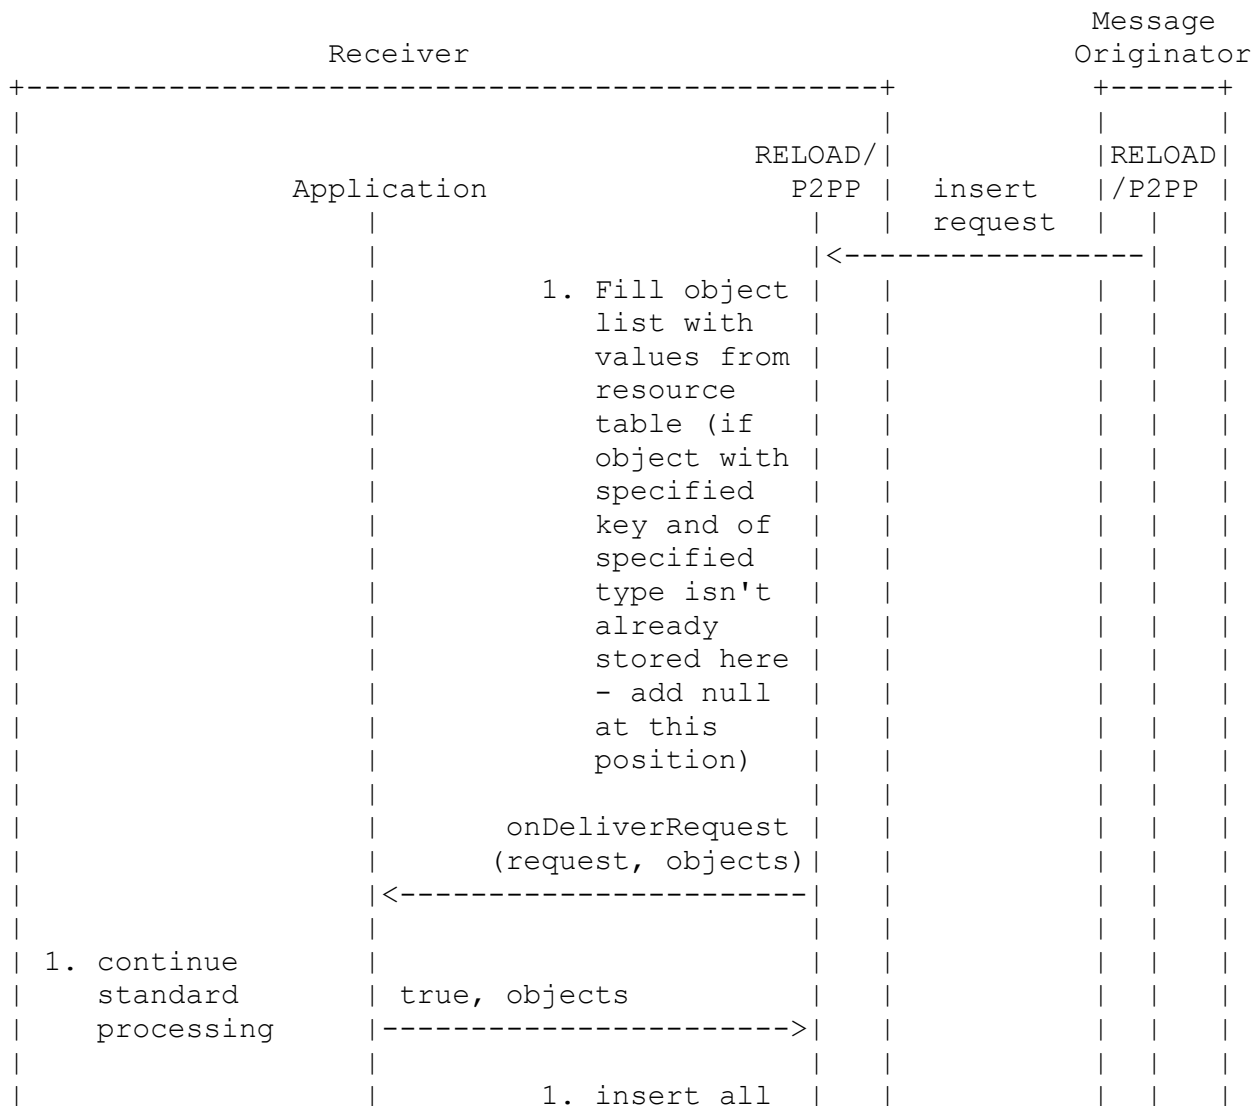 Message
Receiver Originator
+------------------------------------------------+ +------+
| | | |
| RELOAD/| |RELOAD|
| Application P2PP | insert |/P2PP |
| | | | request | | |
| | |<-----------------| |
| | 1. Fill object | | | | |
| | list with | | | | |
| | values from | | | | |
| | resource | | | | |
| | table (if | | | | |
| | object with | | | | |
| | specified | | | | |
| | key and of | | | | |
| | specified | | | | |
| | type isn't | | | | |
| | already | | | | |
| | stored here | | | | |
| | - add null | | | | |
| | at this | | | | |
| | position) | | | | |
| | | | | | |
| | onDeliverRequest | | | | |
| | (request, objects)| | | | |
| |<-----------------------| | | | |
| | | | | | |
| 1. continue | | | | | |
| standard | true, objects | | | | |
| processing |----------------------->| | | | |
| | | | | | |
| | 1. insert all | | | | |